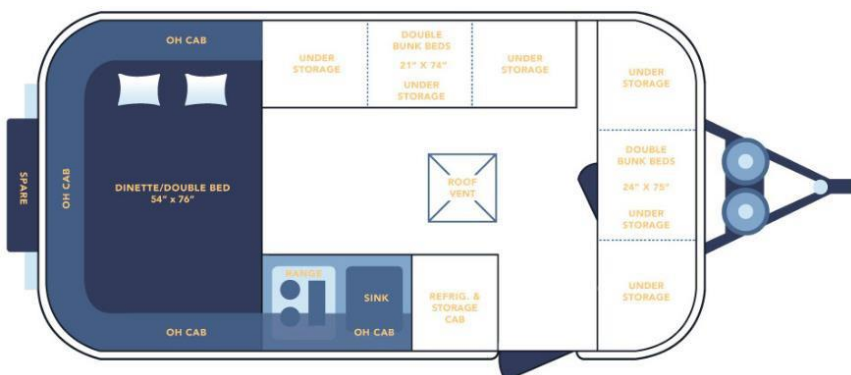 OH CAB
UNDER
STORAGE
DOUBLE
BUNK BEDS
21" X 74"
UNDER
STORAGE
UNDER
STORAGE
UNDER
STORAGE
SPARE
OH CAB
DINETTE/DOUBLE BED
54" x 76"
ROOF
VENT
DOUBLE
BUNK BEDS
24" X 75"
UNDER
STORAGE
RANGE
SINK
REFRIG. &
STORAGE
CAB
UNDER
STORAGE
OH CAB
OH CAB